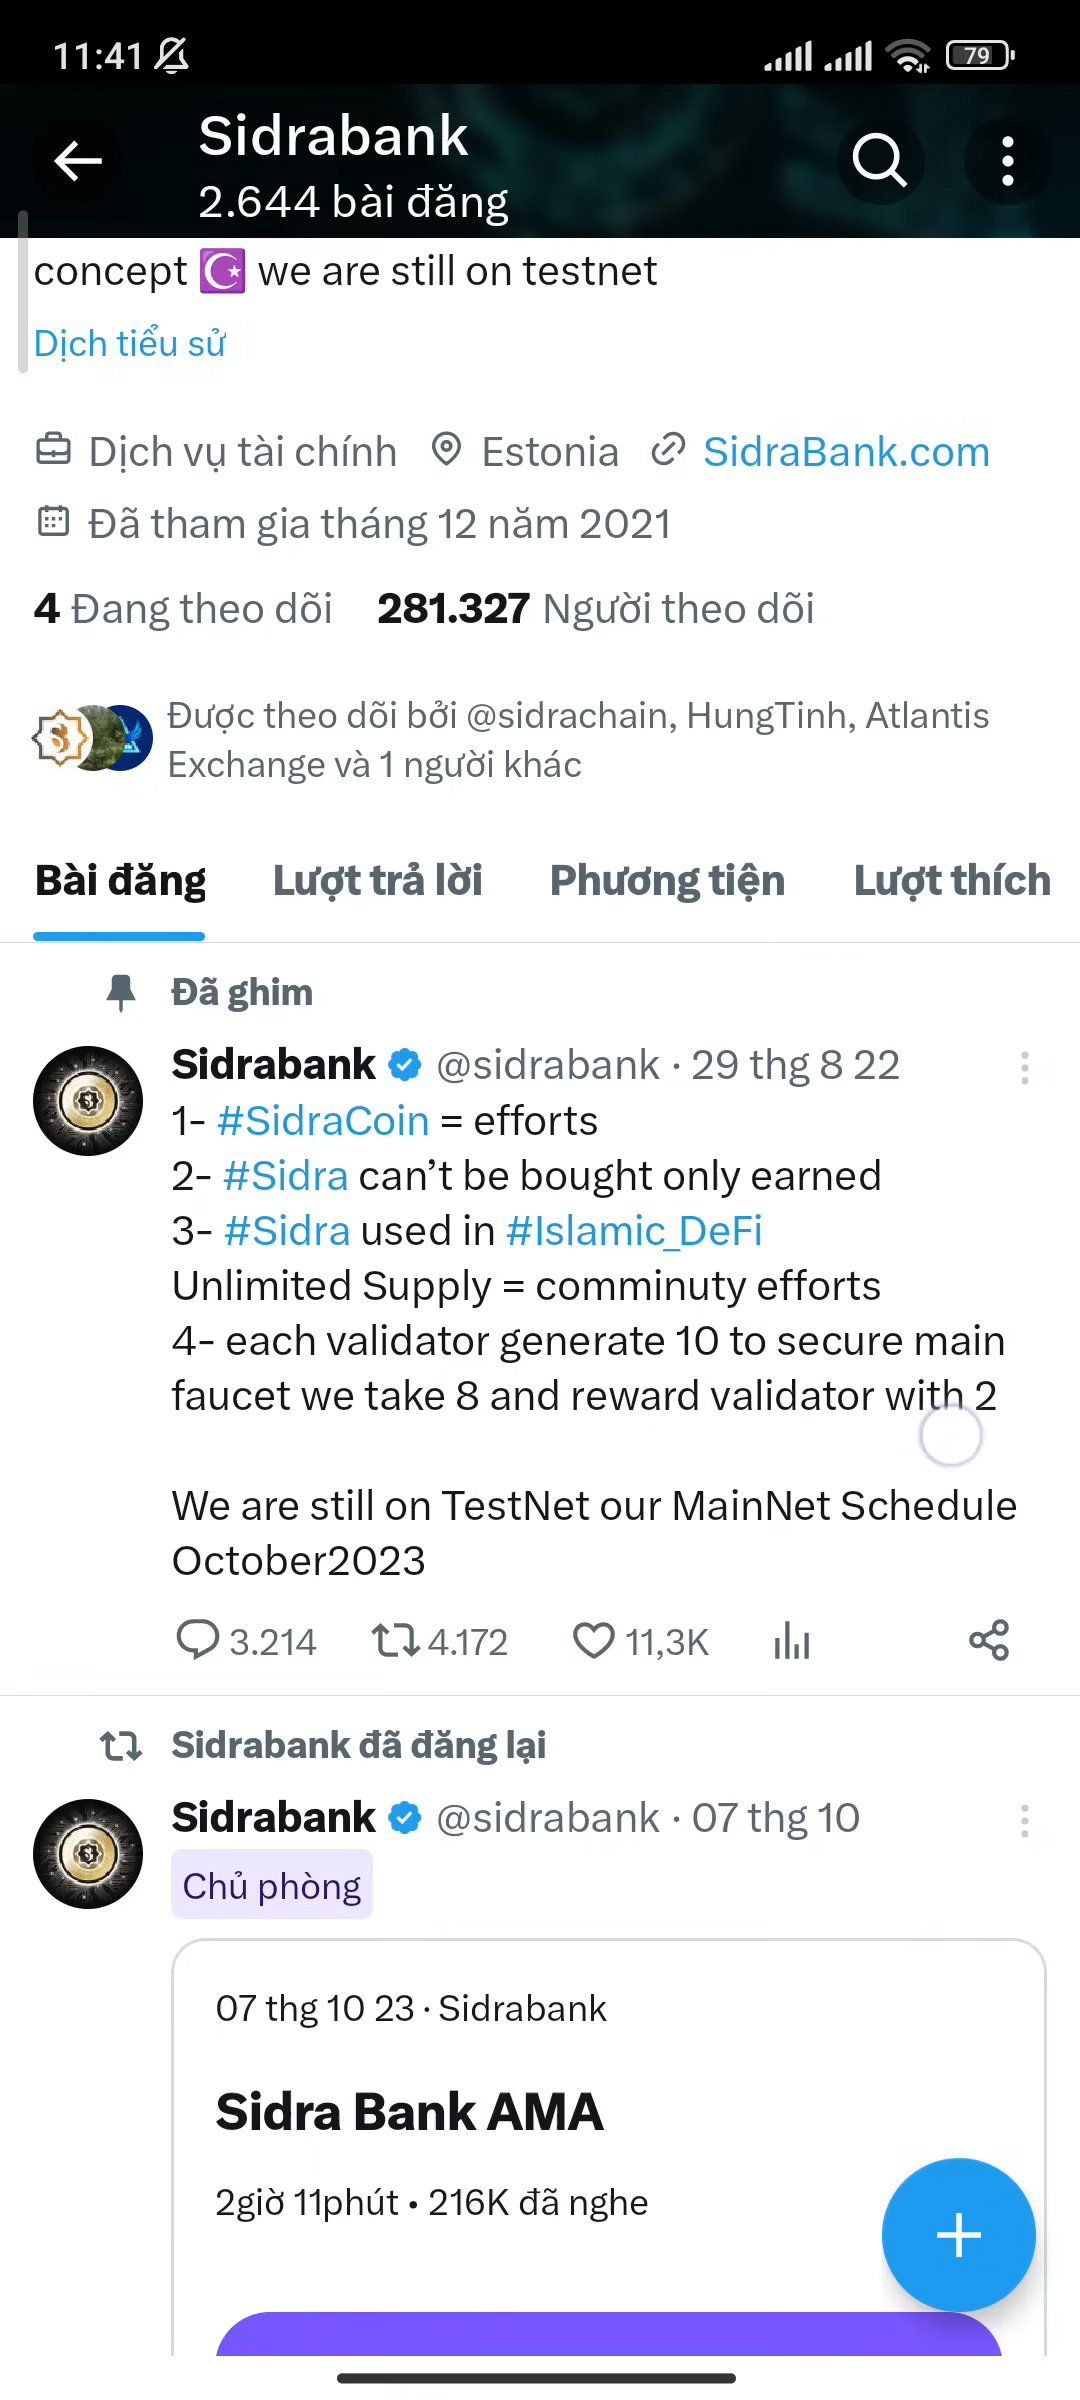 11:41
79
Sidrabank
2.644 bài đăng
concept ☪️ we are still on testnet
Dịch tiểu sử
Dịch vụ tài chính Estonia SidraBank.com
Đã tham gia tháng 12 năm 2021
4 Đang theo dõi 281.327 Người theo dõi
Được theo dõi bởi @sidrachain, HungTinh, Atlantis
Exchange và 1 người khác
Bài đăng Lượt trả lời Phương tiện Lượt thích
Đã ghim
Sidrabank @sidrabank · 29 thg 8 22
1- #SidraCoin = efforts
2- #Sidra can’t be bought only earned
3- #Sidra used in #Islamic_DeFi
Unlimited Supply = comminuty efforts
4- each validator generate 10 to secure main
faucet we take 8 and reward validator with 2
We are still on TestNet our MainNet Schedule
October2023
3.214 4.172 11,3K
Sidrabank đã đăng lại
Sidrabank @sidrabank · 07 thg 10
Chủ phòng
07 thg 10 23 · Sidrabank
Sidra Bank AMA
2giờ 11phút • 216K đã nghe